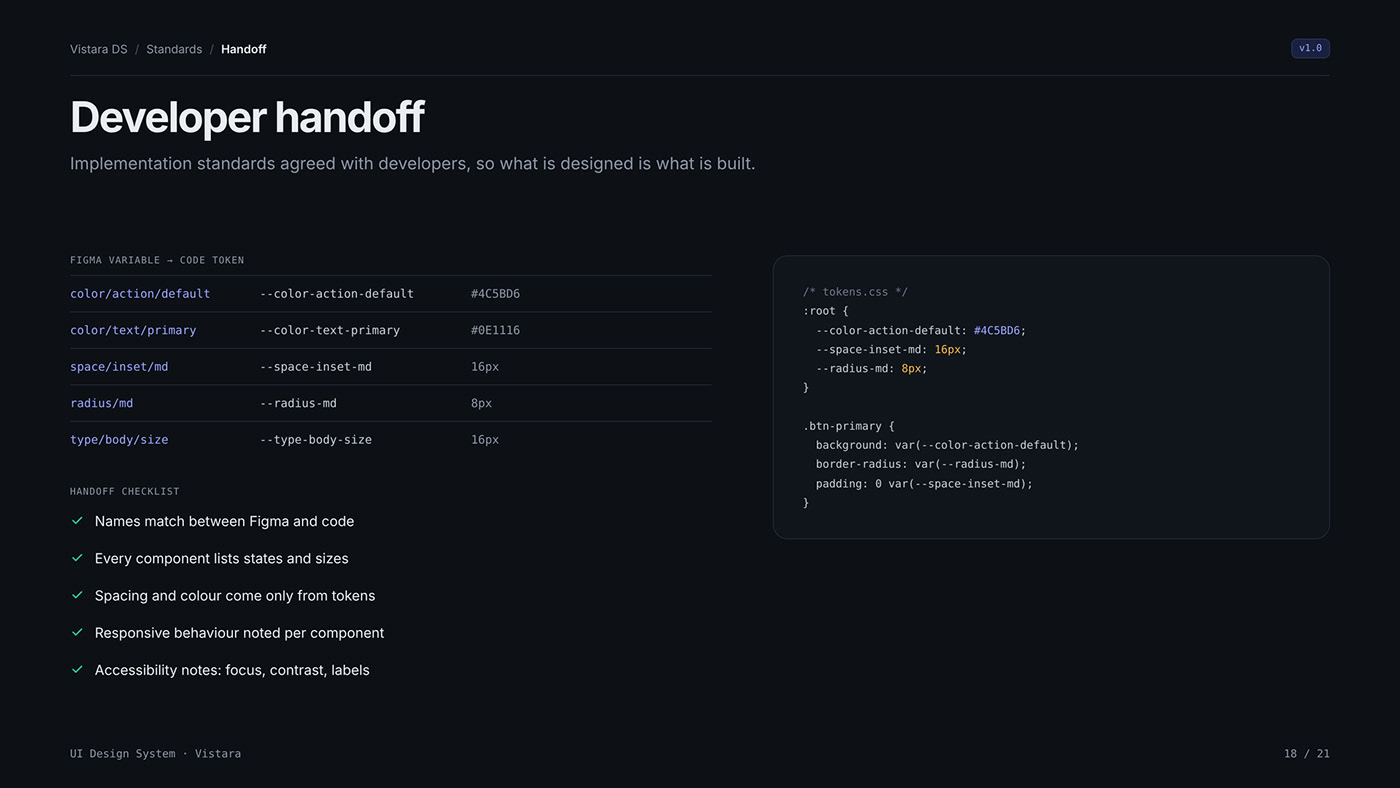 Vistara DS / Standards / Handoff
v1.0
Developer handoff
Implementation standards agreed with developers, so what is designed is what is built.
FIGMA VARIABLE → CODE TOKEN
color/action/default --color-action-default #4C5BD6
color/text/primary --color-text-primary #0E1116
space/inset/md --space-inset-md 16px
radius/md --radius-md 8px
type/body/size --type-body-size 16px
HANDOFF CHECKLIST
Names match between Figma and code
Every component lists states and sizes
Spacing and colour come only from tokens
Responsive behaviour noted per component
Accessibility notes: focus, contrast, labels
/* tokens.css */
:root {
  --color-action-default: #4C5BD6;
  --space-inset-md: 16px;
  --radius-md: 8px;
}
.btn-primary {
  background: var(--color-action-default);
  border-radius: var(--radius-md);
  padding: 0 var(--space-inset-md);
}
UI Design System · Vistara
18 / 21